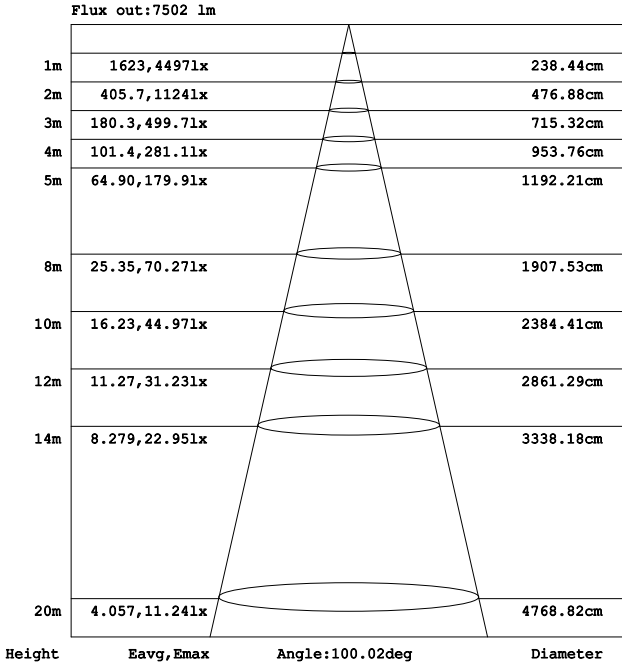 Flux out:7502 lm
1m 1623,4497lx 238.44cm
2m 405.7,1124lx 476.88cm
3m 180.3,499.7lx 715.32cm
4m 101.4,281.1lx 953.76cm
5m 64.90,179.9lx 1192.21cm
8m 25.35,70.27lx 1907.53cm
10m 16.23,44.97lx 2384.41cm
12m 11.27,31.23lx 2861.29cm
14m 8.279,22.95lx 3338.18cm
20m 4.057,11.24lx 4768.82cm
Height Eavg,Emax Angle:100.02deg Diameter